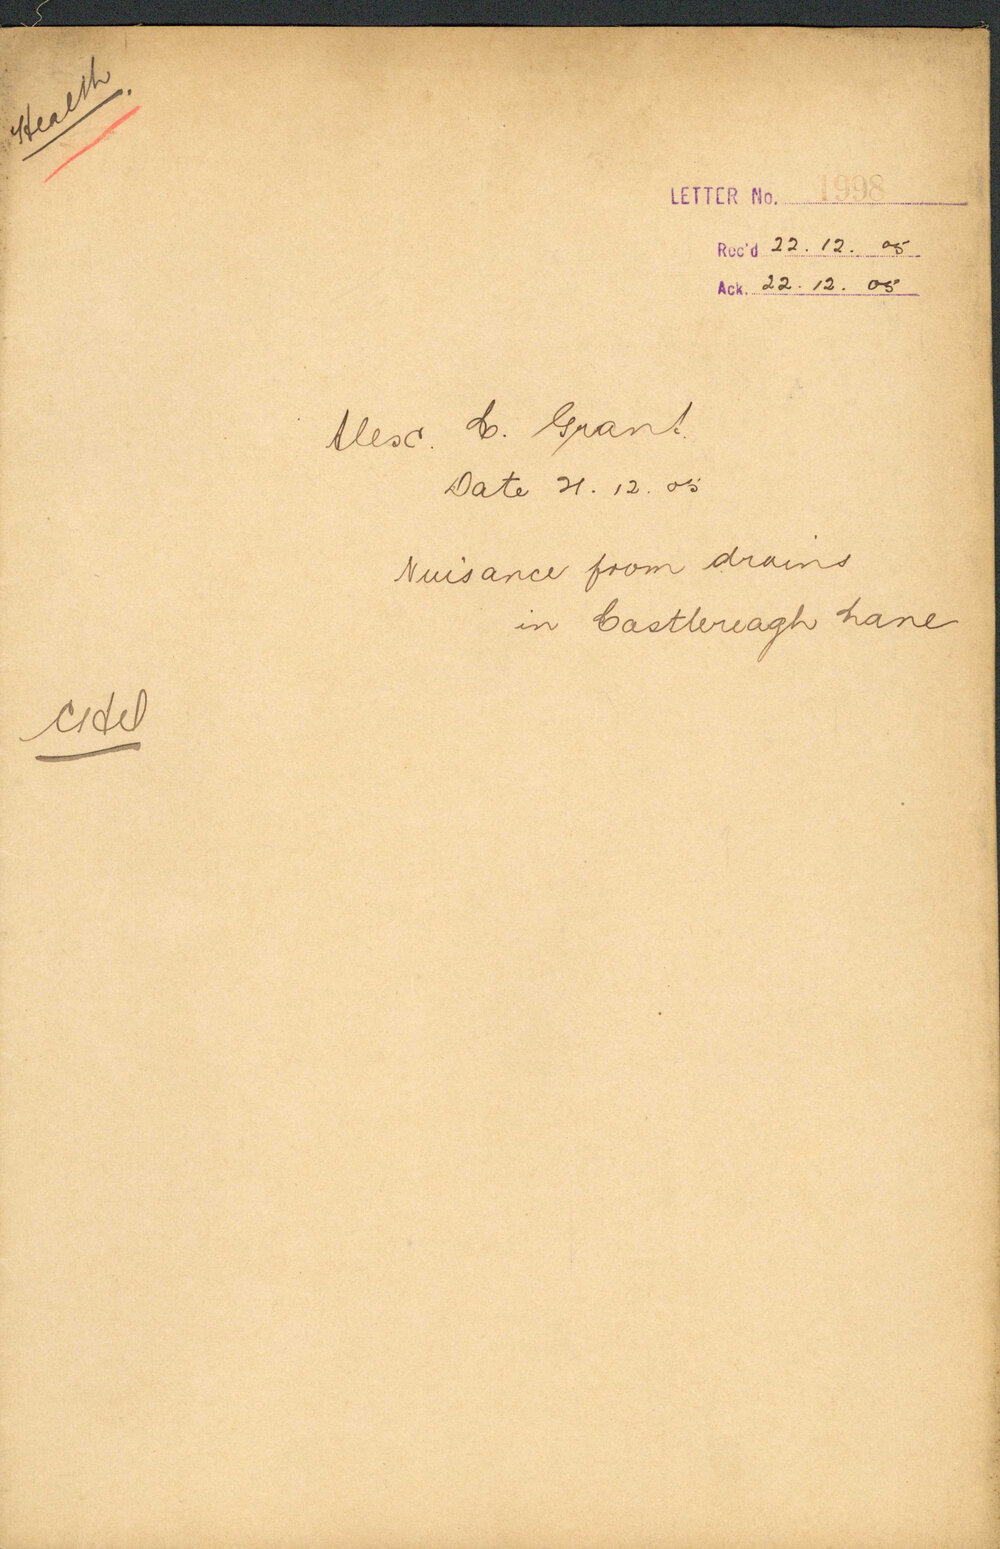 Health.
LETTER No. 1998
Rec'd 22.12.05
Ack. 22.12.05
Alex. C. Grant.
Date 21.12.05
Nuisance from drains
in Castlereagh Lane